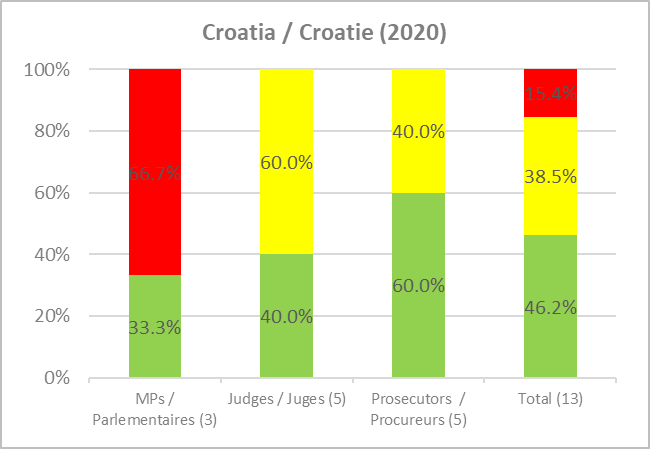 Croatia / Croatie (2020)
100%
80%
60%
40%
20%
0%
66.7%
33.3%
60.0%
40.0%
40.0%
60.0%
15.4%
38.5%
46.2%
MPs /
Parlementaires (3)
Judges / Juges (5)
Prosecutors /
Procureurs (5)
Total (13)